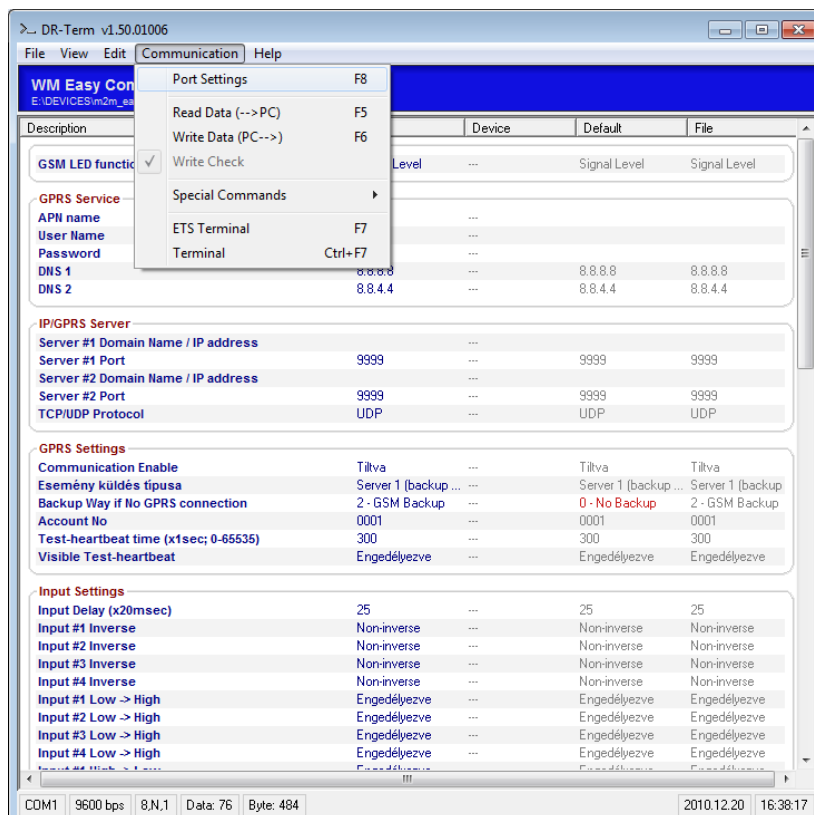 DR-Term v1.50.01006
File View Edit Communication Help
WM Easy Con
E:\DEVICES\m2m_ea
Port Settings F8
Read Data (-->PC) F5
Write Data (PC-->) F6
Write Check
Special Commands
ETS Terminal F7
Terminal Ctrl+F7
Description Device Default File
GSM LED functio Level --- Signal Level Signal Level
GPRS Service
APN name ---
User Name ---
Password ---
DNS 1 8.8.8.8 --- 8.8.8.8 8.8.8.8
DNS 2 8.8.4.4 --- 8.8.4.4 8.8.4.4
IP/GPRS Server
Server #1 Domain Name / IP address ---
Server #1 Port 9999 --- 9999 9999
Server #2 Domain Name / IP address ---
Server #2 Port 9999 --- 9999 9999
TCP/UDP Protocol UDP --- UDP UDP
GPRS Settings
Communication Enable Tiltva --- Tiltva Tiltva
Esemény küldés típusa Server 1 (backup ... --- Server 1 (backup ... Server 1 (backup
Backup Way if No GPRS connection 2 - GSM Backup --- 0 - No Backup 2 - GSM Backup
Account No 0001 --- 0001 0001
Test-heartbeat time (x1sec; 0-65535) 300 --- 300 300
Visible Test-heartbeat Engedélyezve --- Engedélyezve Engedélyezve
Input Settings
Input Delay (x20msec) 25 --- 25 25
Input #1 Inverse Non-inverse --- Non-inverse Non-inverse
Input #2 Inverse Non-inverse --- Non-inverse Non-inverse
Input #3 Inverse Non-inverse --- Non-inverse Non-inverse
Input #4 Inverse Non-inverse --- Non-inverse Non-inverse
Input #1 Low -> High Engedélyezve --- Engedélyezve Engedélyezve
Input #2 Low -> High Engedélyezve --- Engedélyezve Engedélyezve
Input #3 Low -> High Engedélyezve --- Engedélyezve Engedélyezve
Input #4 Low -> High Engedélyezve --- Engedélyezve Engedélyezve
COM1 9600 bps 8,N,1 Data: 76 Byte: 484 2010.12.20 16:38:17